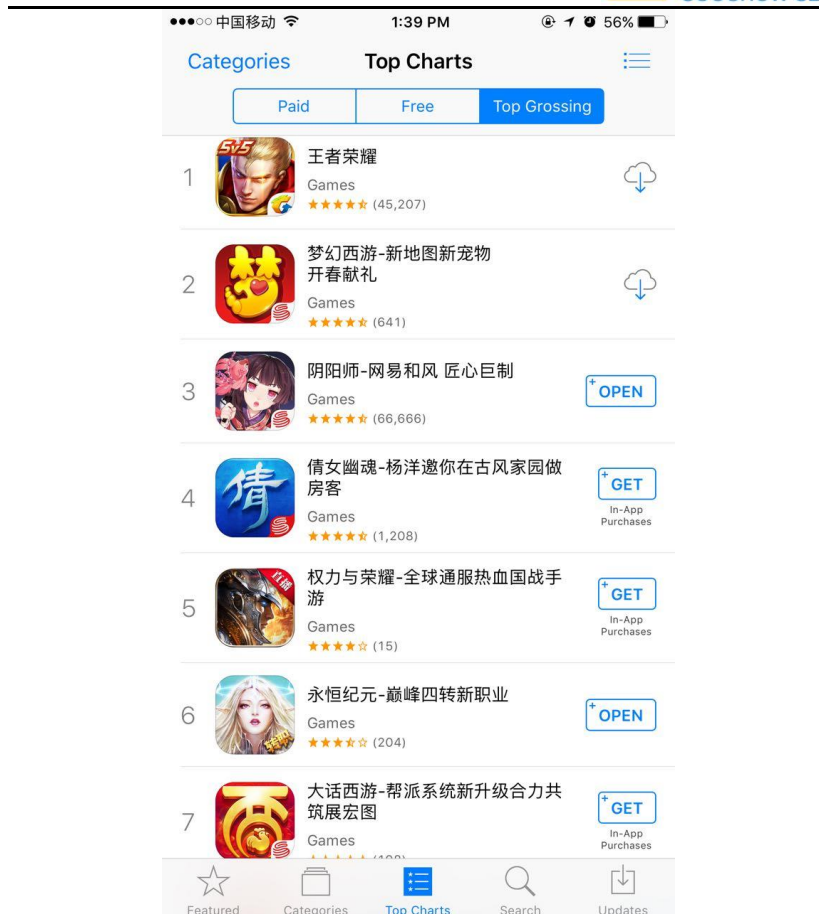 ●●●○○ 中国移动 1:39 PM 56%
Categories Top Charts
Paid Free Top Grossing
1
5v5
王者荣耀
Games
★★★★⯨ (45,207)
2
梦
梦幻西游-新地图新宠物
开春献礼
Games
★★★★⯨ (641)
3
阴阳师-网易和风 匠心巨制
Games
★★★★⯨ (66,666)
+OPEN
4
倩
倩女幽魂-杨洋邀你在古风家园做
房客
Games
★★★★⯨ (1,208)
+GET
In-App
Purchases
5
直播
权力与荣耀-全球通服热血国战手
游
Games
★★★★☆ (15)
+GET
In-App
Purchases
6
转职
永恒纪元-巅峰四转新职业
Games
★★★⯨☆ (204)
+OPEN
7
大话西游-帮派系统新升级合力共
筑展宏图
Games
+GET
In-App
Purchases
Featured Categories Top Charts Search Updates